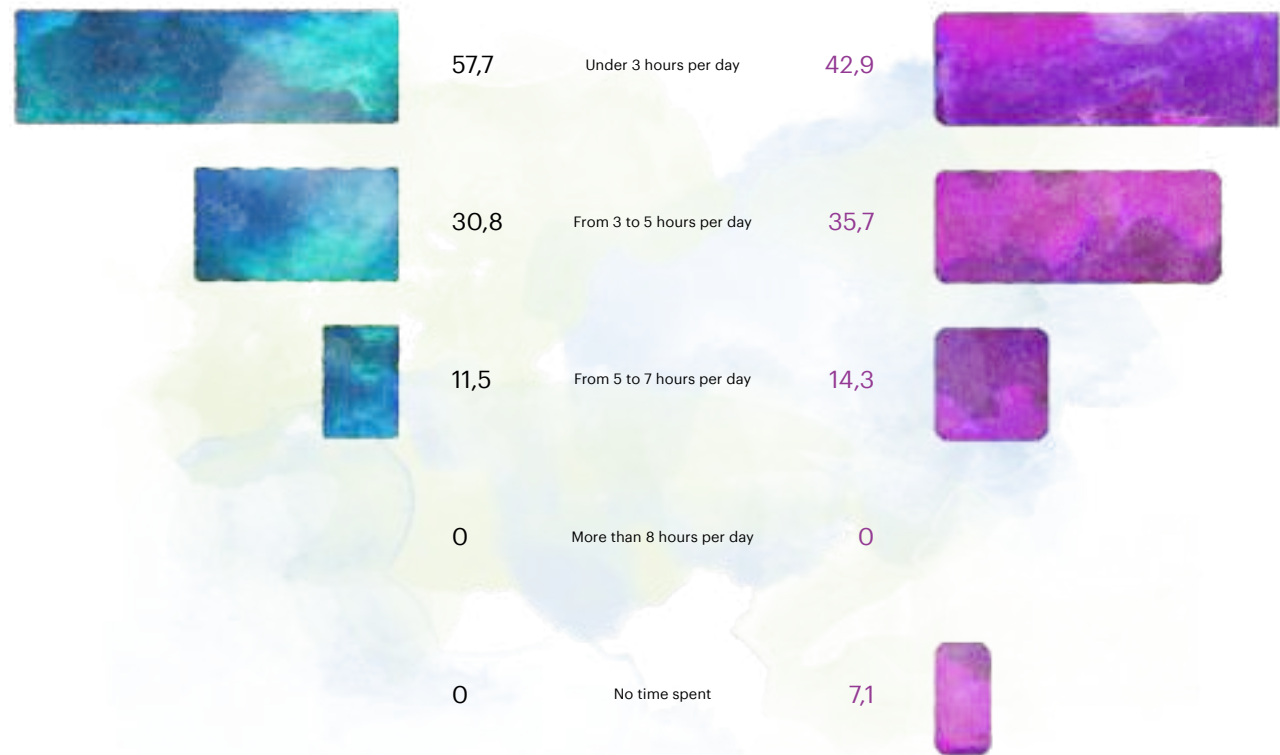 57,7 Under 3 hours per day 42,9
30,8 From 3 to 5 hours per day 35,7
11,5 From 5 to 7 hours per day 14,3
0 More than 8 hours per day 0
0 No time spent 7,1